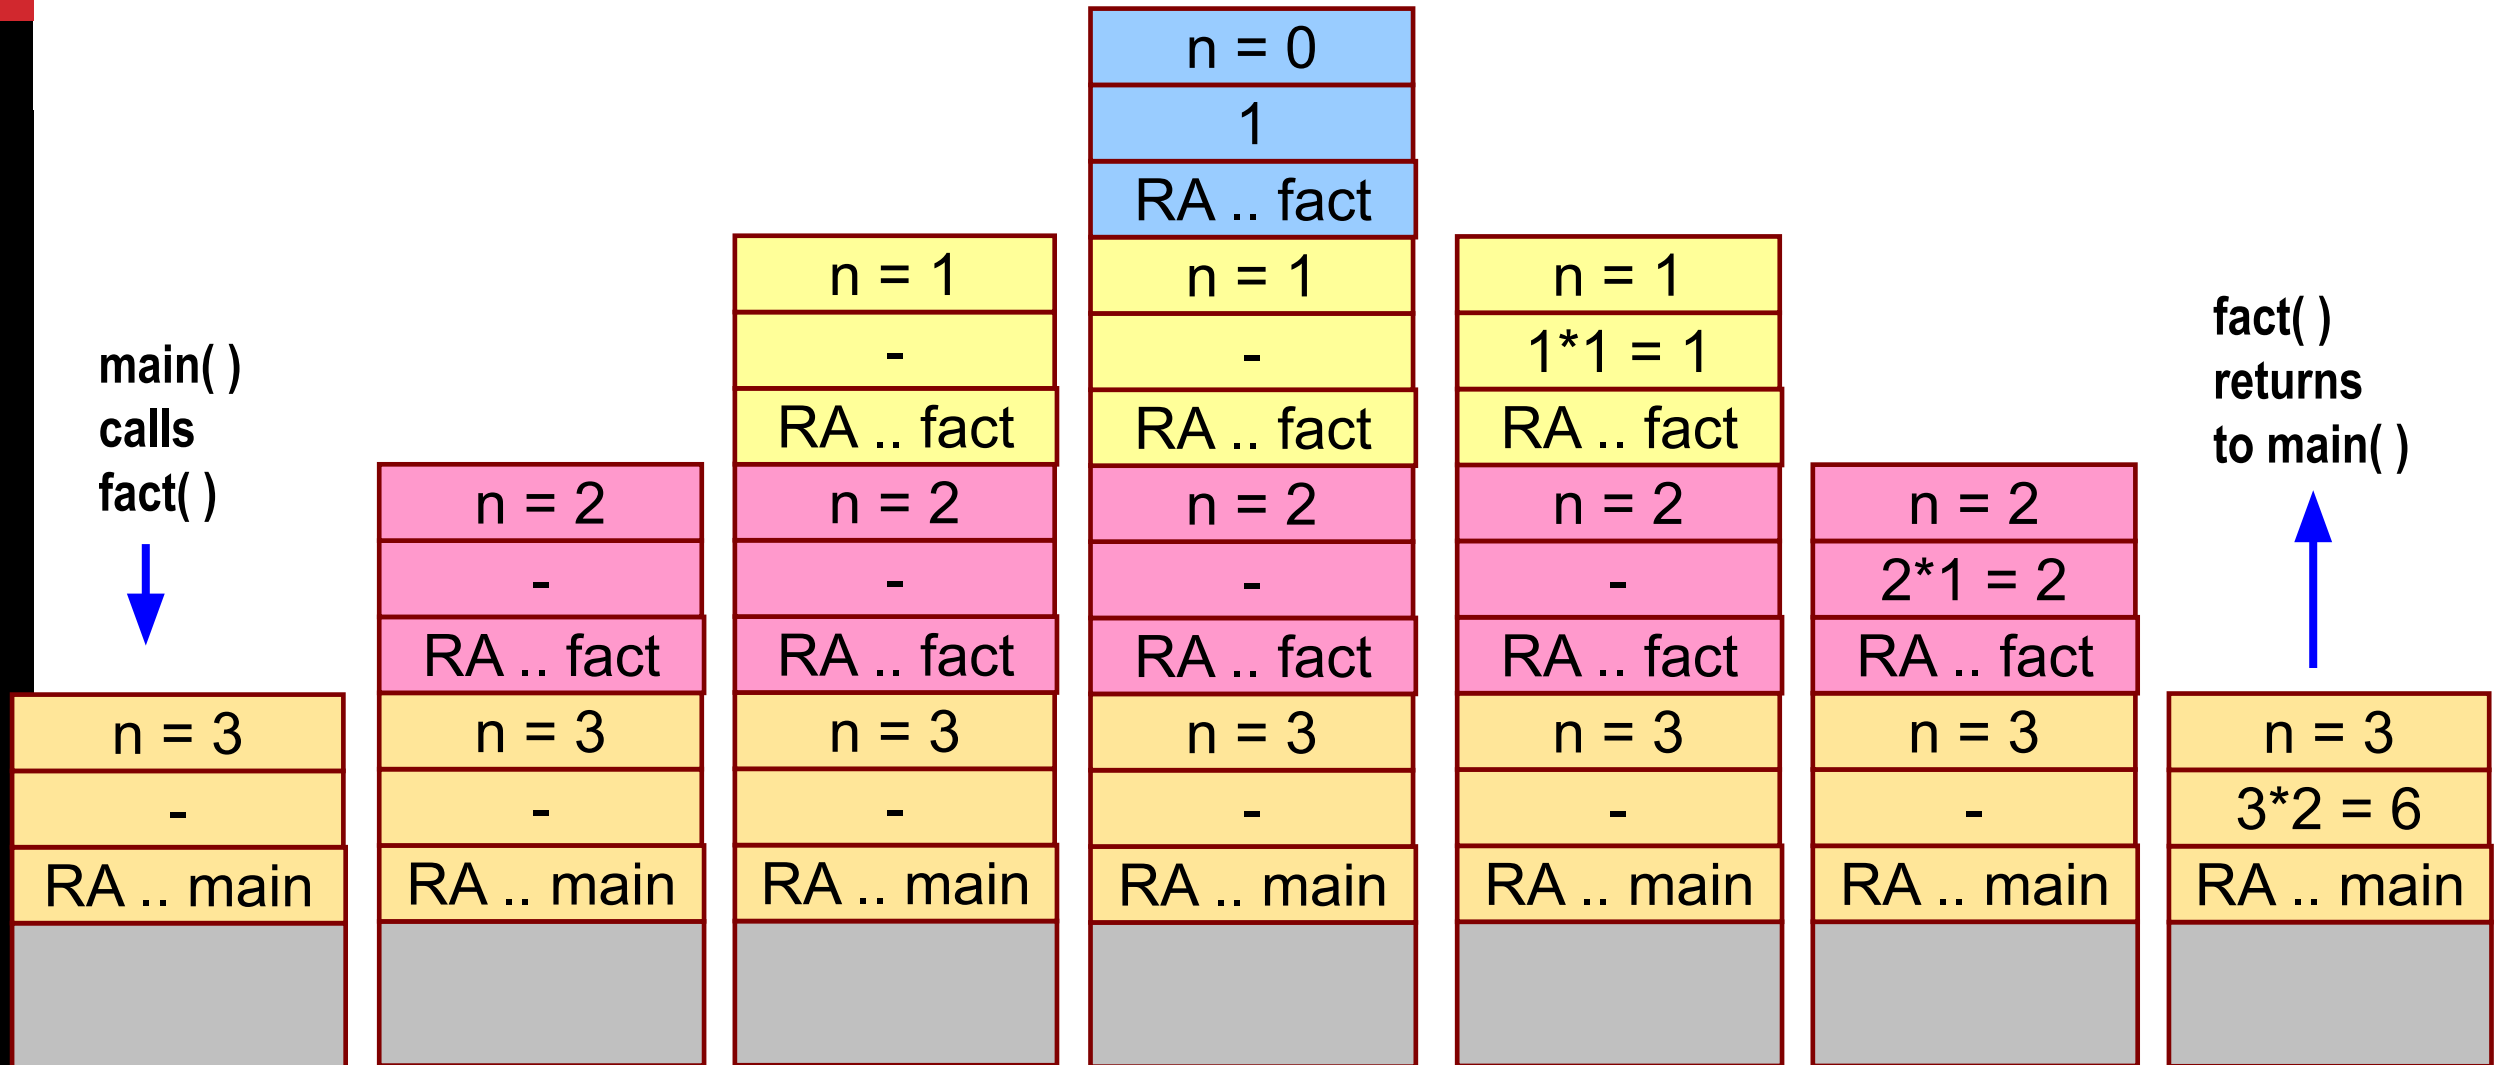 main( )
calls
fact( )
n = 3
-
RA .. main
n = 2
-
RA .. fact
n = 3
-
RA .. main
n = 1
-
RA .. fact
n = 2
-
RA .. fact
n = 3
-
RA .. main
n = 0
1
RA .. fact
n = 1
-
RA .. fact
n = 2
-
RA .. fact
n = 3
-
RA .. main
n = 1
1*1 = 1
RA .. fact
n = 2
-
RA .. fact
n = 3
-
RA .. main
n = 2
2*1 = 2
RA .. fact
n = 3
-
RA .. main
fact( )
returns
to main( )
n = 3
3*2 = 6
RA .. main